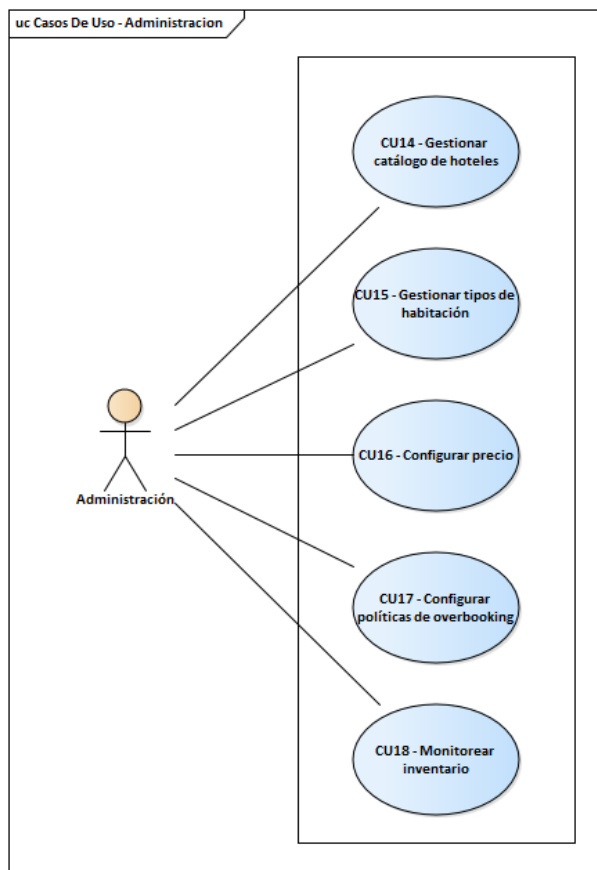 uc Casos De Uso - Administracion
CU14 - Gestionar
catálogo de hoteles
CU15 - Gestionar tipos de
habitación
CU16 - Configurar precio
Administración
CU17 - Configurar
políticas de overbooking
CU18 - Monitorear
inventario